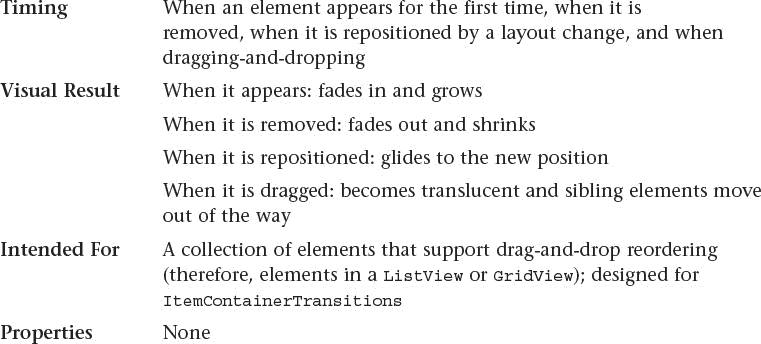 Timing When an element appears for the first time, when it is
removed, when it is repositioned by a layout change, and when
dragging-and-dropping
Visual Result When it appears: fades in and grows
When it is removed: fades out and shrinks
When it is repositioned: glides to the new position
When it is dragged: becomes translucent and sibling elements move
out of the way
Intended For A collection of elements that support drag-and-drop reordering
(therefore, elements in a ListView or GridView); designed for
ItemContainerTransitions
Properties None